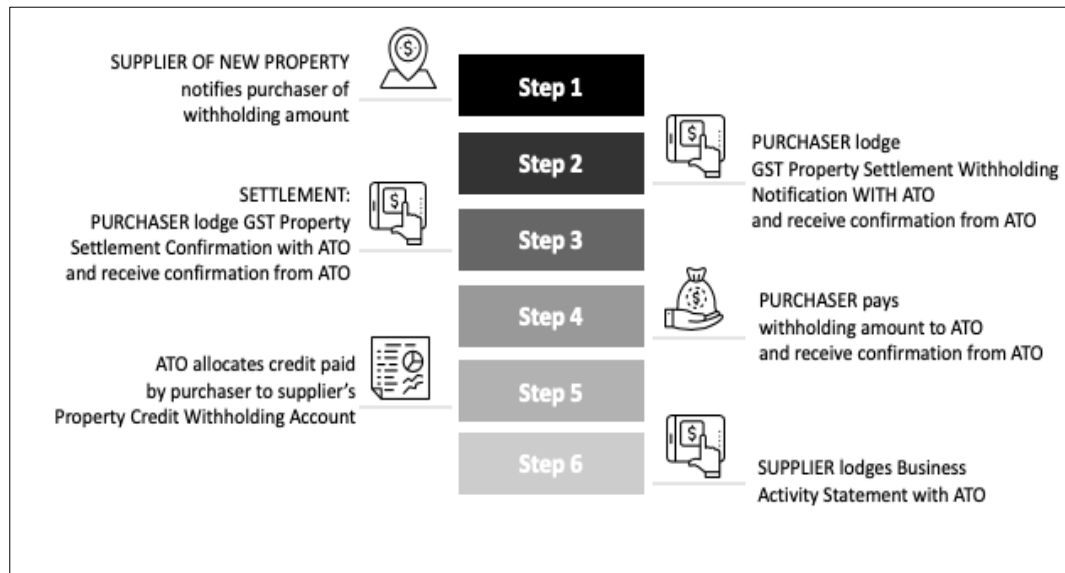 SUPPLIER OF NEW PROPERTY
notifies purchaser of
withholding amount
Step 1
Step 2
PURCHASER lodge
GST Property Settlement Withholding
Notification WITH ATO
and receive confirmation from ATO
SETTLEMENT:
PURCHASER lodge GST Property
Settlement Confirmation with ATO
and receive confirmation from ATO
Step 3
Step 4
PURCHASER pays
withholding amount to ATO
and receive confirmation from ATO
ATO allocates credit paid
by purchaser to supplier's
Property Credit Withholding Account
Step 5
Step 6
SUPPLIER lodges Business
Activity Statement with ATO